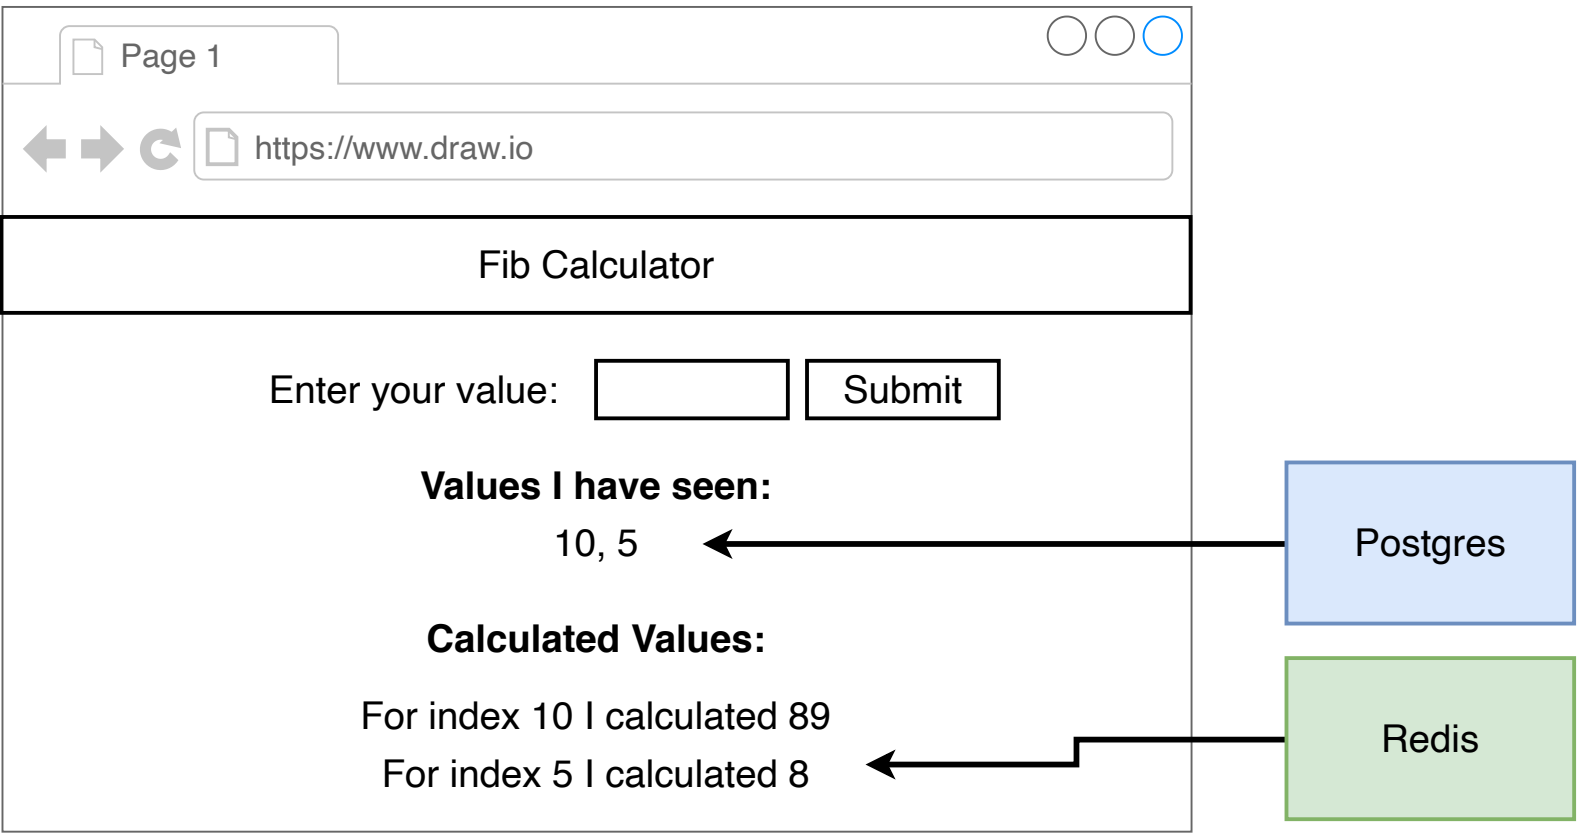 Page 1
https://www.draw.io
Fib Calculator
Enter your value: Submit
Values I have seen:
10, 5
Postgres
Calculated Values:
For index 10 I calculated 89
Redis
For index 5 I calculated 8